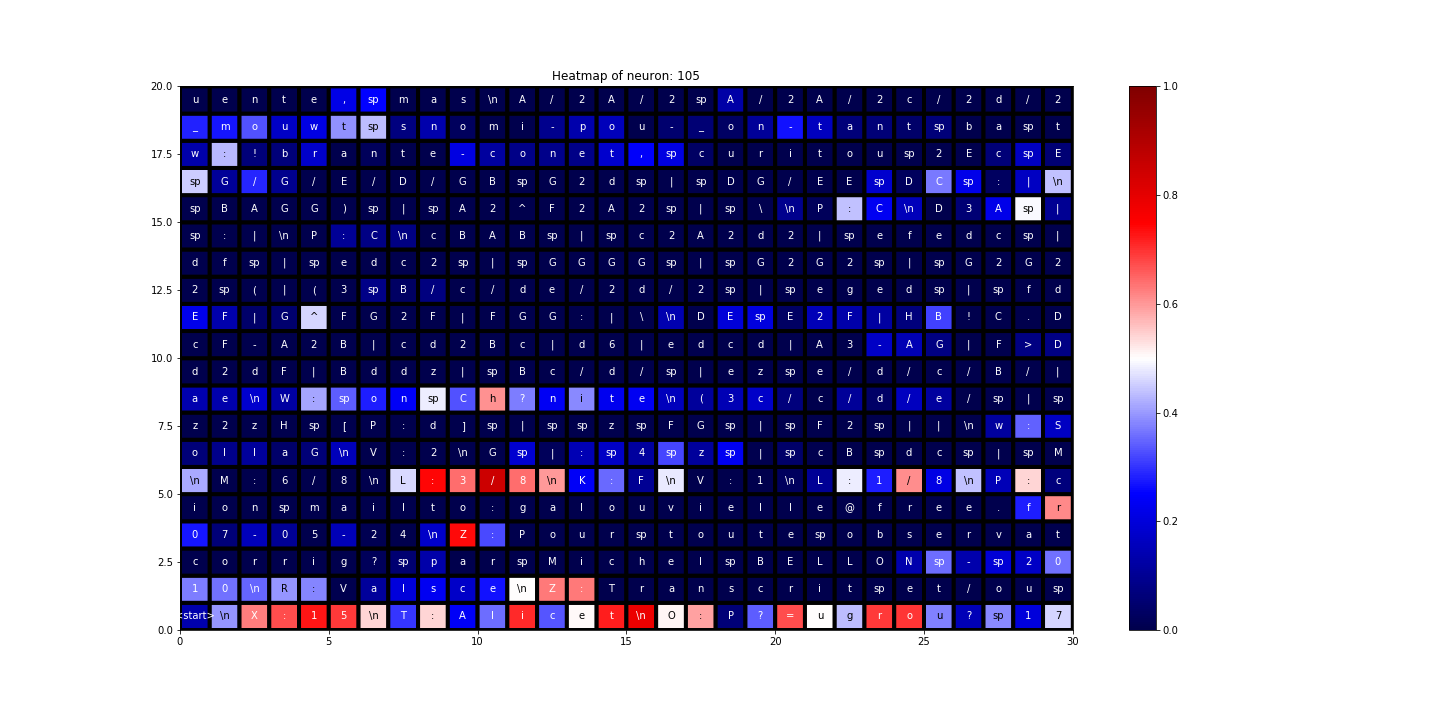 Heatmap of neuron: 105
20.0
u e n t e , sp m a s \n A / 2 A / 2 sp A / 2 A / 2 c / 2 d / 2
_ m o u w t sp s n o m i - p o u - _ o n - t a n t sp b a sp t
17.5
w : ! b r a n t e - c o n e t , sp c u r i t o u sp 2 E c sp E
sp G / G / E / D / G B sp G 2 d sp | sp D G / E E sp D C sp : | \n
15.0
sp B A G G ) sp | sp A 2 ^ F 2 A 2 sp | sp \ \n P : C \n D 3 A sp |
sp : | \n P : C \n c B A B sp | sp c 2 A 2 d 2 | sp e f e d c sp |
d f sp | sp e d c 2 sp | sp G G G G sp | sp G 2 G 2 sp | sp G 2 G 2
12.5
2 sp ( | ( 3 sp B / c / d e / 2 d / 2 sp | sp e g e d sp | sp f d
E F | G ^ F G 2 F | F G G : | \ \n D E sp E 2 F | H B ! C . D
10.0
c F - A 2 B | c d 2 B c | d 6 | e d c d | A 3 - A G | F > D
d 2 d F | B d d z | sp B c / d / sp | e z sp e / d / c / B / |
a e \n W : sp o n sp C h ? n i t e \n ( 3 c / c / d / e / sp | sp
7.5
z 2 z H sp [ P : d ] sp | sp sp z sp F G sp | sp F 2 sp | | \n w : S
o l l a G \n V : 2 \n G sp | : sp 4 sp z sp | sp c B sp d c sp | sp M
\n M : 6 / 8 \n L : 3 / 8 \n K : F \n V : 1 \n L : 1 / 8 \n P : c
5.0
i o n sp m a i l t o : g a l o u v i e l l e @ f r e e . f r
0 7 - 0 5 - 2 4 \n Z : P o u r sp t o u t e sp o b s e r v a t
2.5
c o r r i g ? sp p a r sp M i c h e l sp B E L L O N sp - sp 2 0
1 0 \n R : V a l s c e \n Z : T r a n s c r i t sp e t / o u sp
<start> \n X : 1 5 \n T : A l l i c e t \n O : P ? = u g r o u ? sp 1 7
0.0
0 5 10 15 20 25 30
1.0
0.8
0.6
0.4
0.2
0.0